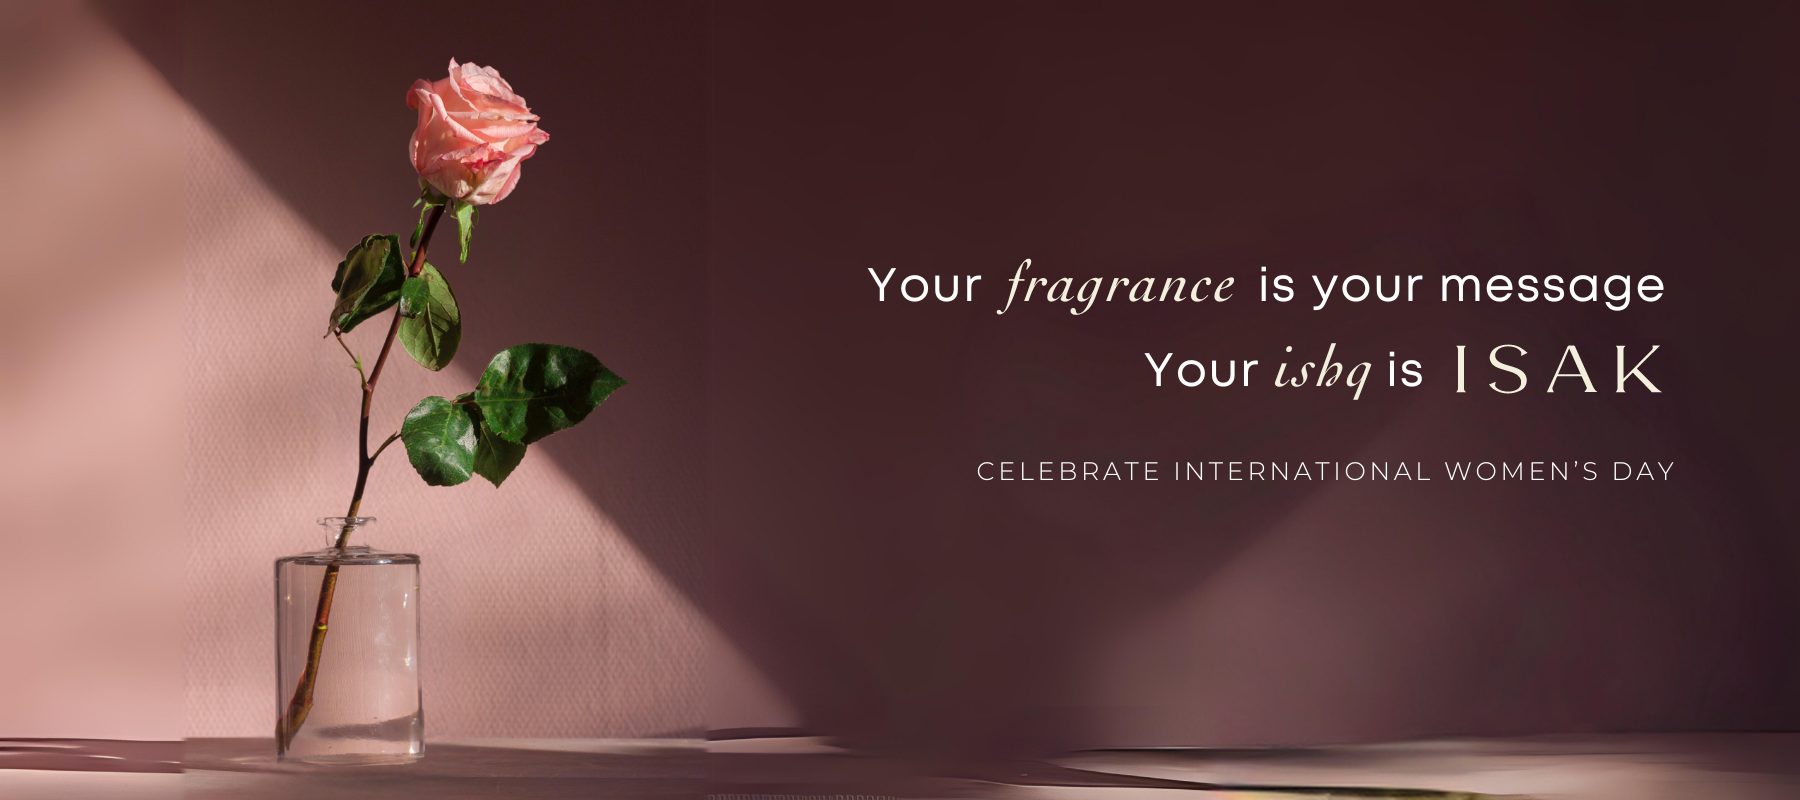 Your fragrance is your message
Your ishq is ISAK
CELEBRATE INTERNATIONAL WOMEN'S DAY